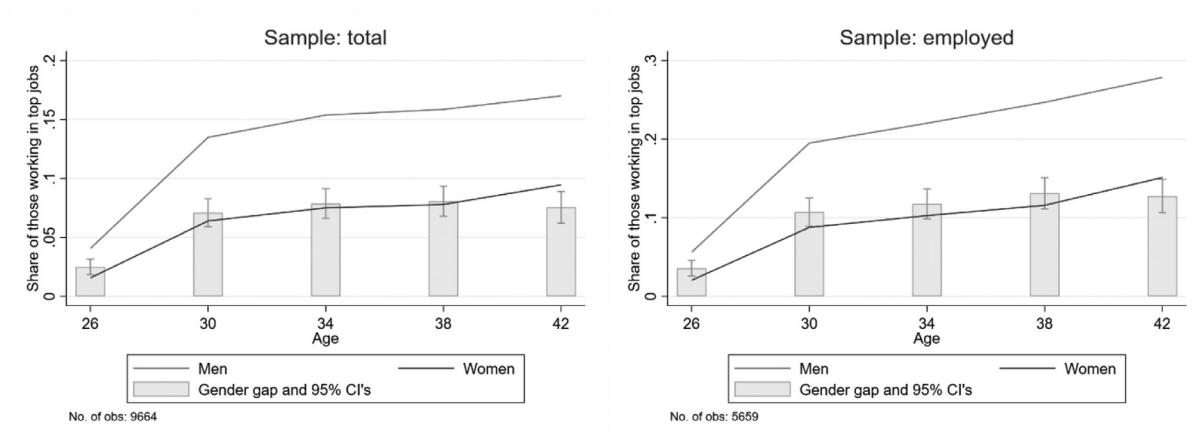 Sample: total
Share of those working in top jobs
.2
.15
.1
.05
0
26 30 34 38 42
Age
Men Women
Gender gap and 95% CI's
No. of obs: 9664
Sample: employed
Share of those working in top jobs
.3
.2
.1
0
26 30 34 38 42
Age
Men Women
Gender gap and 95% CI's
No. of obs: 5659